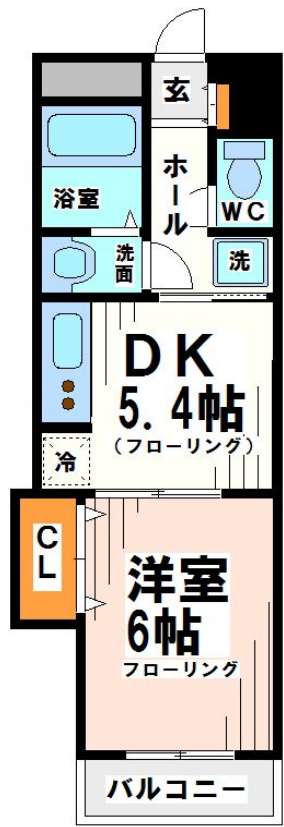 玄
ホール
浴室
WC
洗面
洗
DK
5.4帖
(フローリング)
冷
CL
洋室
6帖
フローリング
バルコニー